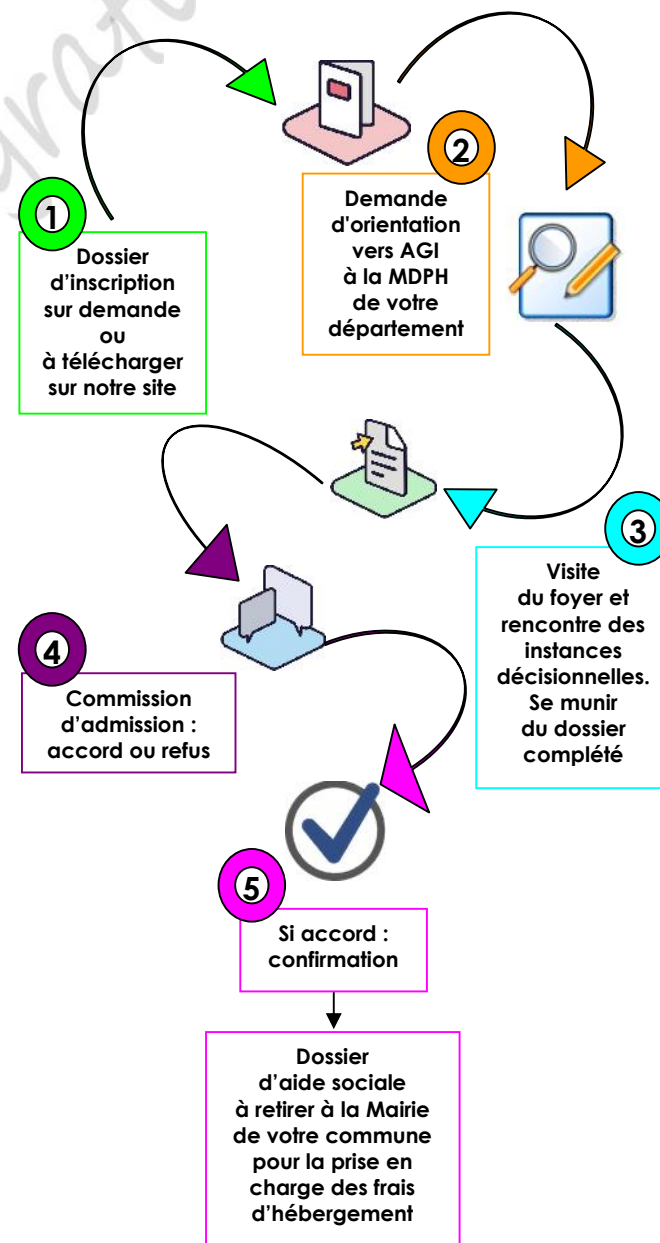 1
Dossier
d'inscription
sur demande
ou
à télécharger
sur notre site
2
Demande
d'orientation
vers AGI
à la MDPH
de votre
département
3
Visite
du foyer et
rencontre des
instances
décisionnelles.
Se munir
du dossier
complété
4
Commission
d'admission :
accord ou refus
5
Si accord :
confirmation
Dossier
d'aide sociale
à retirer à la Mairie
de votre commune
pour la prise en
charge des frais
d'hébergement